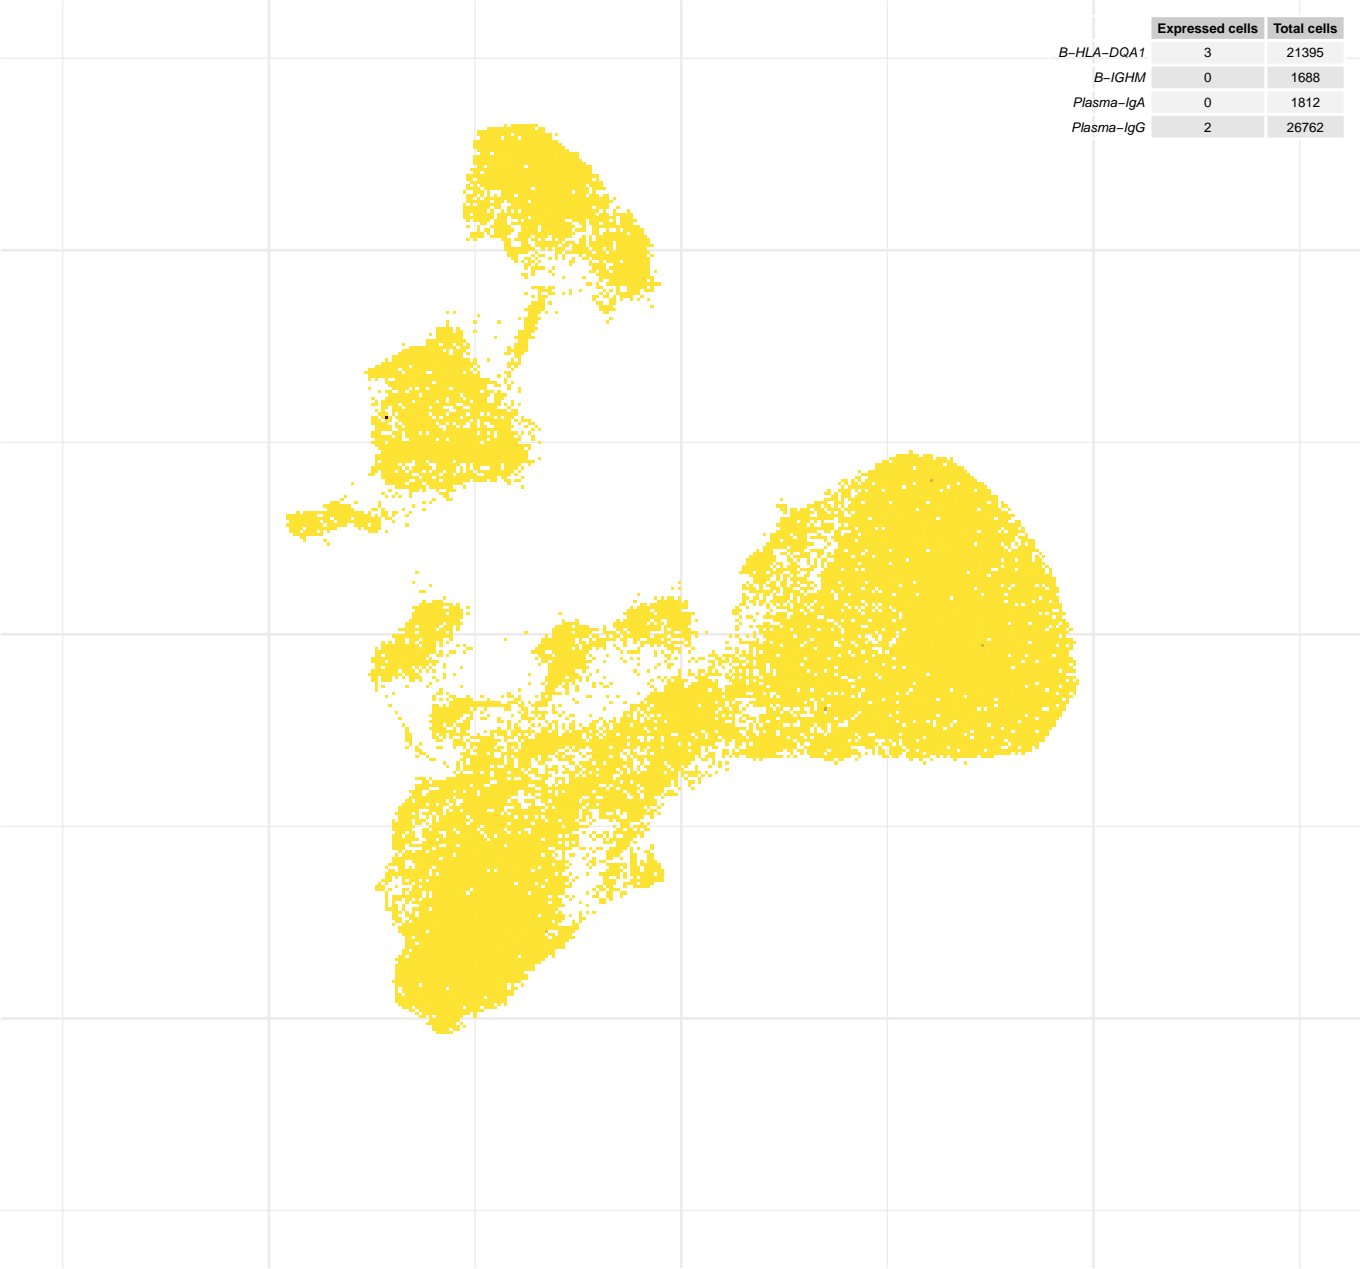 Expressed cells Total cells
B−HLA−DQA1 3 21395
B−IGHM 0 1688
Plasma−IgA 0 1812
Plasma−IgG 2 26762